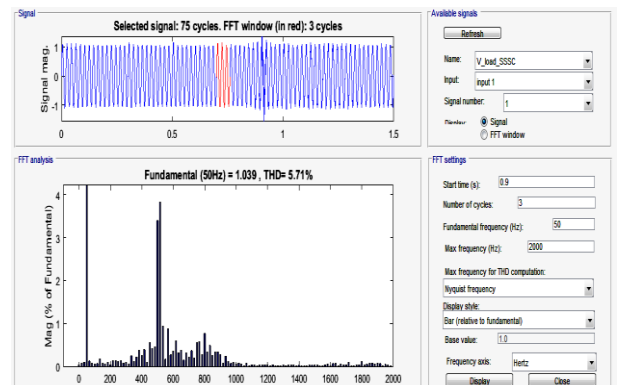 Signal
Selected signal: 75 cycles. FFT window (in red): 3 cycles
Signal mag.
1
0
-1
0
0.5
1
1.5
Available signals
Refresh
Name:
V_load_SSSC
Input:
input 1
Signal number:
1
Display:
Signal
FFT window
FFT analysis
Fundamental (50Hz) = 1.039 , THD= 5.71%
Mag (% of Fundamental)
4
3
2
1
0
0 200 400 600 800 1000 1200 1400 1600 1800 2000
FFT settings
Start time (s): 0.9
Number of cycles: 3
Fundamental frequency (Hz): 50
Max frequency (Hz): 2000
Max frequency for THD computation:
Nyquist frequency
Display style:
Bar (relative to fundamental)
Base value: 1.0
Frequency axis: Hertz
Display
Close